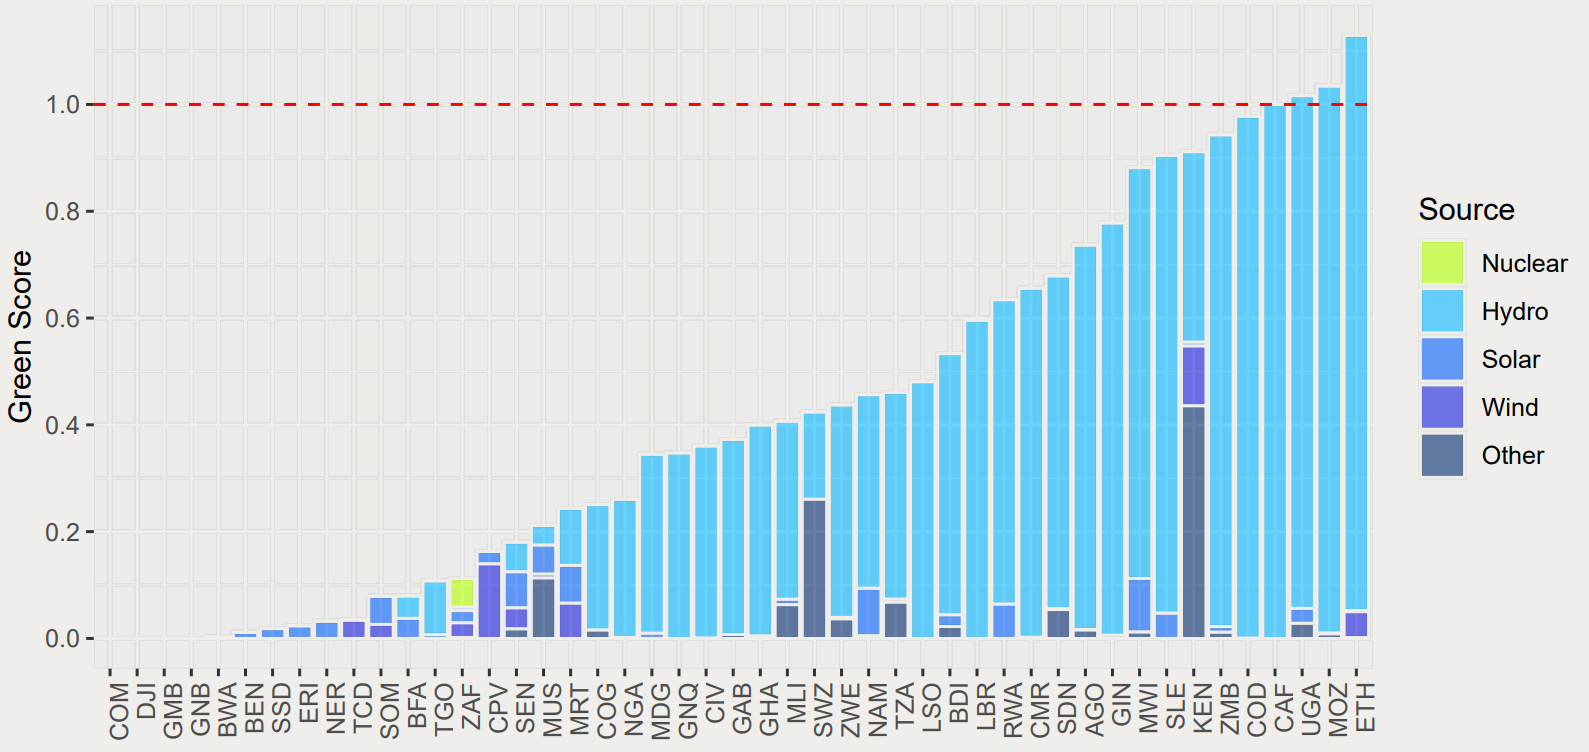 Green Score
1.0
0.8
0.6
0.4
0.2
0.0
COM
DJI
GMB
GNB
BWA
BEN
SSD
ERI
NER
TCD
SOM
BFA
TGO
ZAF
CPV
SEN
MUS
MRT
COG
NGA
MDG
GNQ
CIV
GAB
GHA
MLI
SWZ
ZWE
NAM
TZA
LSO
BDI
LBR
RWA
CMR
SDN
AGO
GIN
MWI
SLE
KEN
ZMB
COD
CAF
UGA
MOZ
ETH
Source
Nuclear
Hydro
Solar
Wind
Other